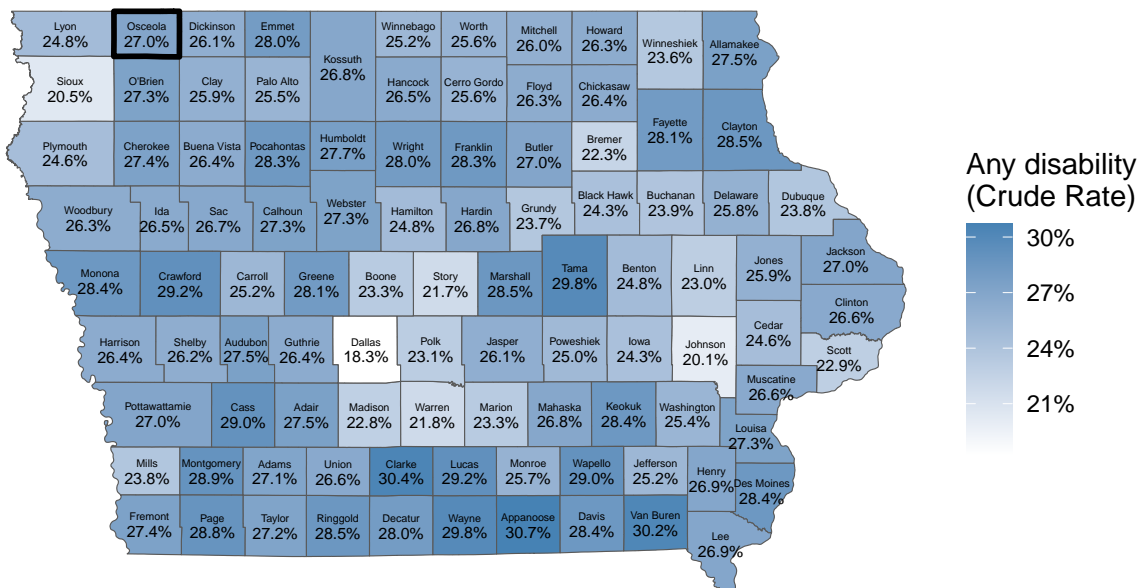 Lyon
24.8%
Osceola
27.0%
Dickinson
26.1%
Emmet
28.0%
Kossuth
26.8%
Winnebago
25.2%
Worth
25.6%
Mitchell
26.0%
Howard
26.3%
Winneshiek
23.6%
Allamakee
27.5%
Sioux
20.5%
O'Brien
27.3%
Clay
25.9%
Palo Alto
25.5%
Hancock
26.5%
Cerro Gordo
25.6%
Floyd
26.3%
Chickasaw
26.4%
Plymouth
24.6%
Cherokee
27.4%
Buena Vista
26.4%
Pocahontas
28.3%
Humboldt
27.7%
Wright
28.0%
Franklin
28.3%
Butler
27.0%
Bremer
22.3%
Fayette
28.1%
Clayton
28.5%
Woodbury
26.3%
Ida
26.5%
Sac
26.7%
Calhoun
27.3%
Webster
27.3%
Hamilton
24.8%
Hardin
26.8%
Grundy
23.7%
Black Hawk
24.3%
Buchanan
23.9%
Delaware
25.8%
Dubuque
23.8%
Monona
28.4%
Crawford
29.2%
Carroll
25.2%
Greene
28.1%
Boone
23.3%
Story
21.7%
Marshall
28.5%
Tama
29.8%
Benton
24.8%
Linn
23.0%
Jones
25.9%
Jackson
27.0%
Clinton
26.6%
Harrison
26.4%
Shelby
26.2%
Audubon
27.5%
Guthrie
26.4%
Dallas
18.3%
Polk
23.1%
Jasper
26.1%
Poweshiek
25.0%
Iowa
24.3%
Johnson
20.1%
Cedar
24.6%
Scott
22.9%
Muscatine
26.6%
Pottawattamie
27.0%
Cass
29.0%
Adair
27.5%
Madison
22.8%
Warren
21.8%
Marion
23.3%
Mahaska
26.8%
Keokuk
28.4%
Washington
25.4%
Louisa
27.3%
Mills
23.8%
Montgomery
28.9%
Adams
27.1%
Union
26.6%
Clarke
30.4%
Lucas
29.2%
Monroe
25.7%
Wapello
29.0%
Jefferson
25.2%
Henry
26.9%
Des Moines
28.4%
Fremont
27.4%
Page
28.8%
Taylor
27.2%
Ringgold
28.5%
Decatur
28.0%
Wayne
29.8%
Appanoose
30.7%
Davis
28.4%
Van Buren
30.2%
Lee
26.9%
Any disability
(Crude Rate)
30%
27%
24%
21%